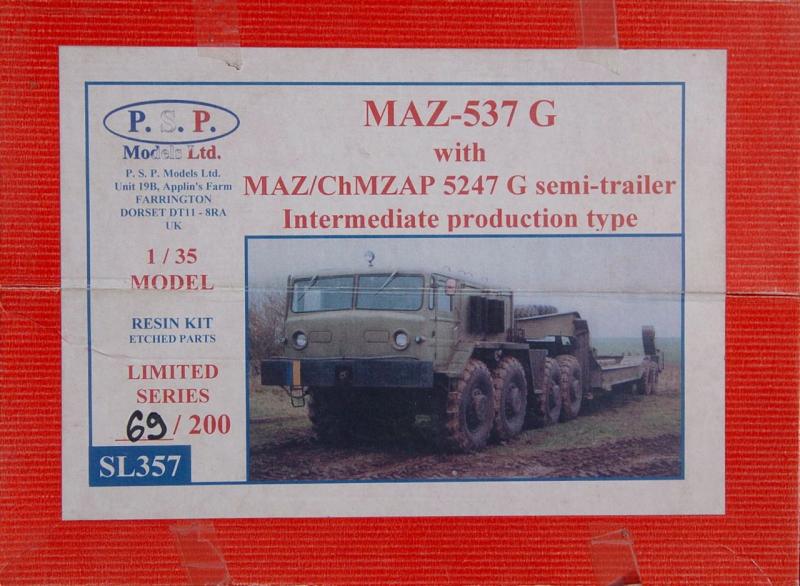 P. S. P.
Models Ltd.
P. S. P. Models Ltd.
Unit 19B, Applin's Farm
FARRINGTON
DORSET DT11 - 8RA
UK
1 / 35
MODEL
RESIN KIT
ETCHED PARTS
LIMITED
SERIES
69 / 200
SL357
MAZ-537 G
with
MAZ/ChMZAP 5247 G semi-trailer
Intermediate production type